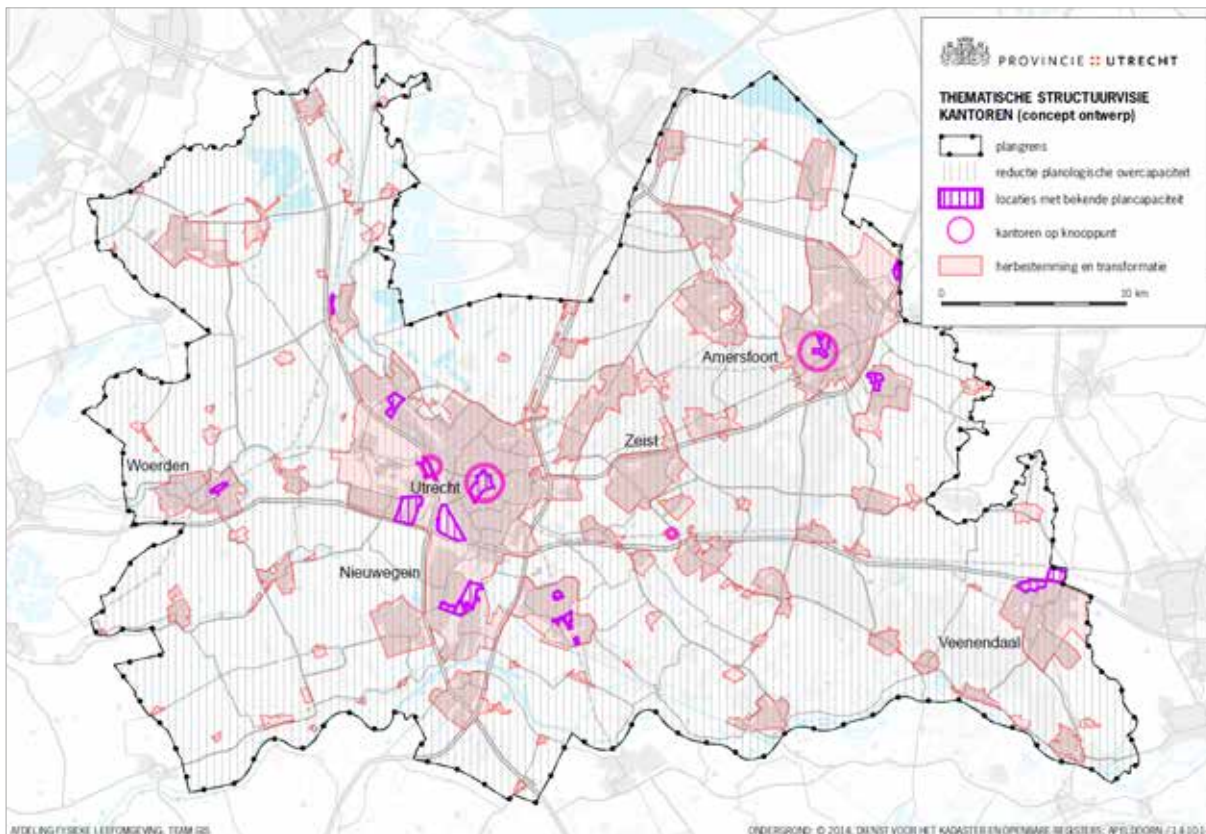 PROVINCIE UTRECHT
THEMATISCHE STRUCTUURVISIE
KANTOREN (concept ontwerp)
plangrens
reductie planologische overcapaciteit
locaties met bekende plancapaciteit
kantoren op knooppunt
herbestemming en transformatie
0 10 km
Amersfoort
Zeist
Woerden
Utrecht
Nieuwegein
Veenendaal
AFDELING FYSIEKE LEEFOMGEVING, TEAM GIS
ONDERGROND: © 2014, DIENST VOOR HET KADASTER EN OPENBARE REGISTERS, APELDOORN /